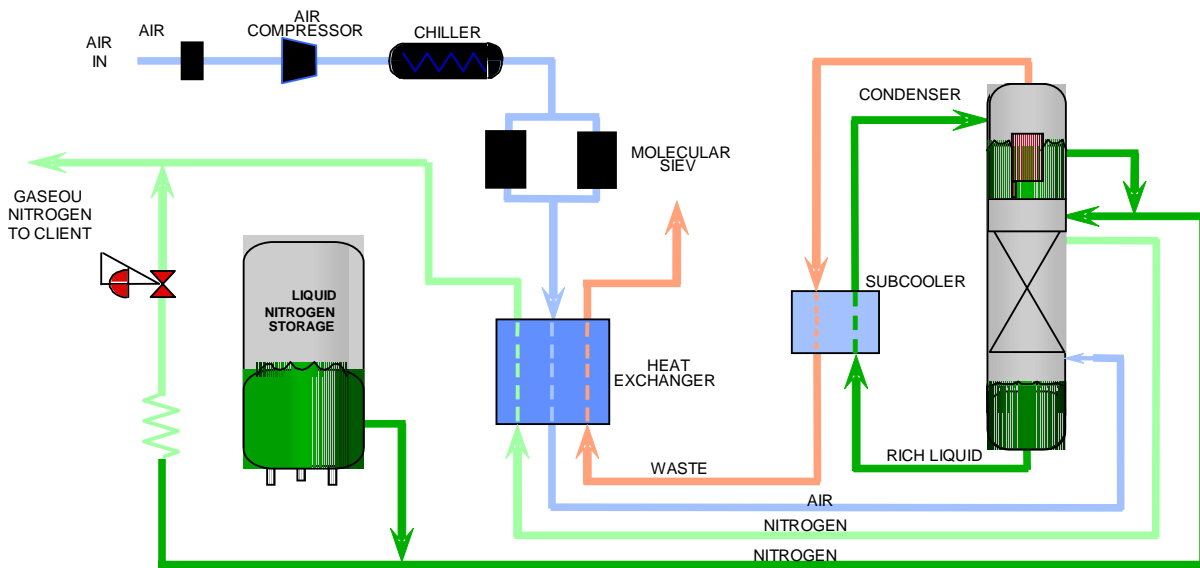 AIR
IN
AIR
AIR
COMPRESSOR
CHILLER
CONDENSER
MOLECULAR
SIEV
GASEOU
NITROGEN
TO CLIENT
LIQUID
NITROGEN
STORAGE
SUBCOOLER
HEAT
EXCHANGER
WASTE
RICH LIQUID
AIR
NITROGEN
NITROGEN